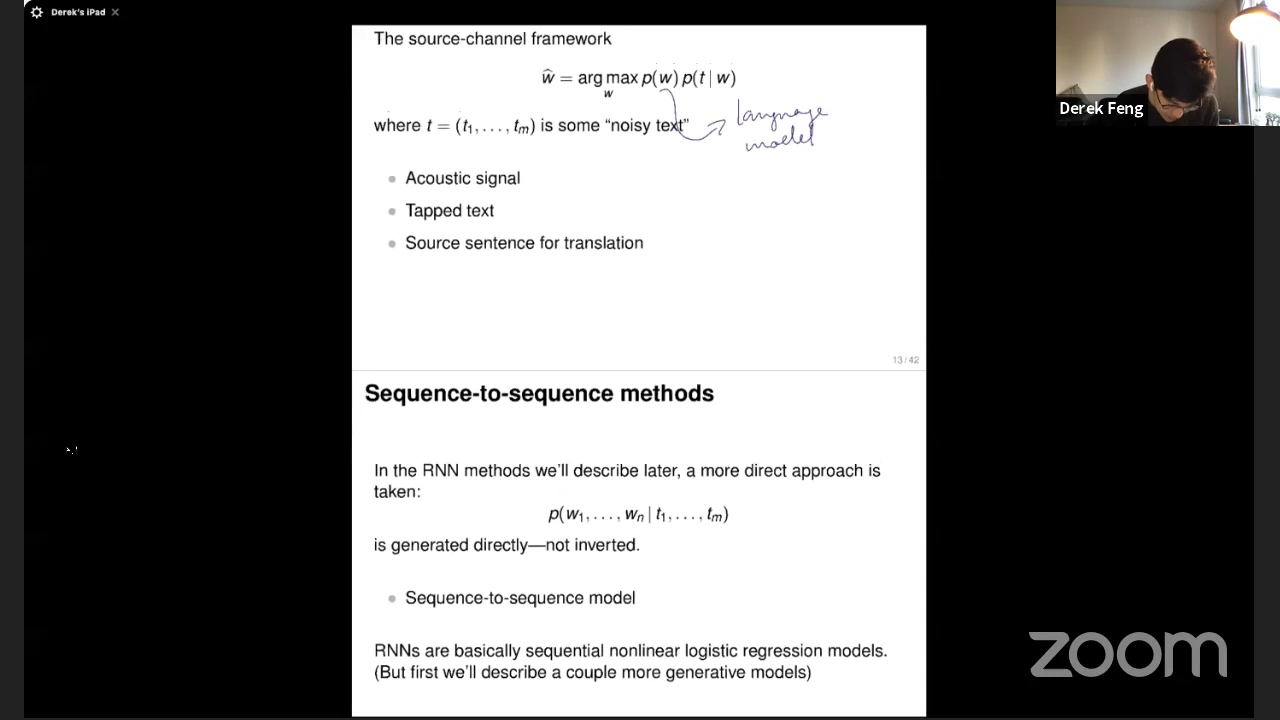 Derek's iPad
The source-channel framework
ŵ = arg max p(w) p(t | w)
w
where t = (t₁, . . . , tₘ) is some “noisy text”
language
model
Acoustic signal
Tapped text
Source sentence for translation
13 / 42
Sequence-to-sequence methods
In the RNN methods we’ll describe later, a more direct approach is
taken:
p(w₁, . . . , wₙ | t₁, . . . , tₘ)
is generated directly—not inverted.
Sequence-to-sequence model
RNNs are basically sequential nonlinear logistic regression models.
(But first we’ll describe a couple more generative models)
Derek Feng
zoom